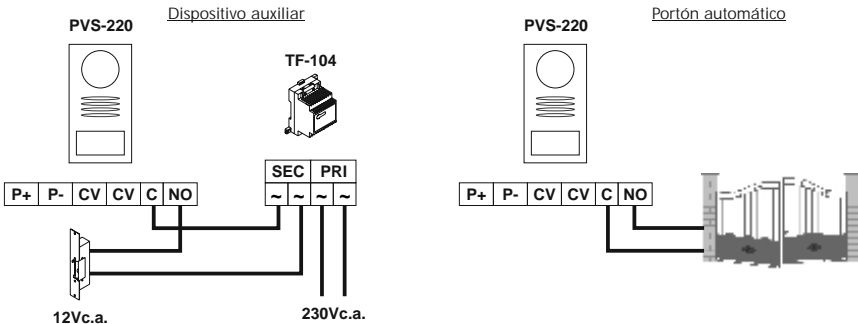 Dispositivo auxiliar
PVS-220
TF-104
SEC PRI
P+ P- CV CV C NO
~ ~ ~ ~
12Vc.a.
230Vc.a.
Portón automático
PVS-220
P+ P- CV CV C NO